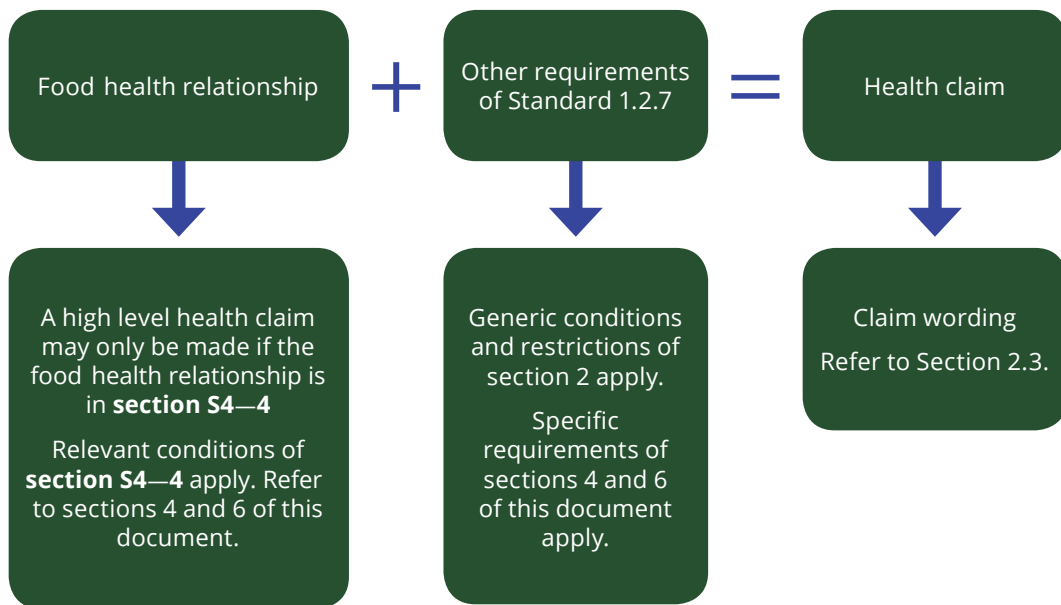 Food health relationship
+
Other requirements
of Standard 1.2.7
=
Health claim
A high level health claim
may only be made if the
food health relationship is
in section S4—4
Relevant conditions of
section S4—4 apply. Refer
to sections 4 and 6 of this
document.
Generic conditions
and restrictions of
section 2 apply.
Specific
requirements of
sections 4 and 6
of this document
apply.
Claim wording
Refer to Section 2.3.